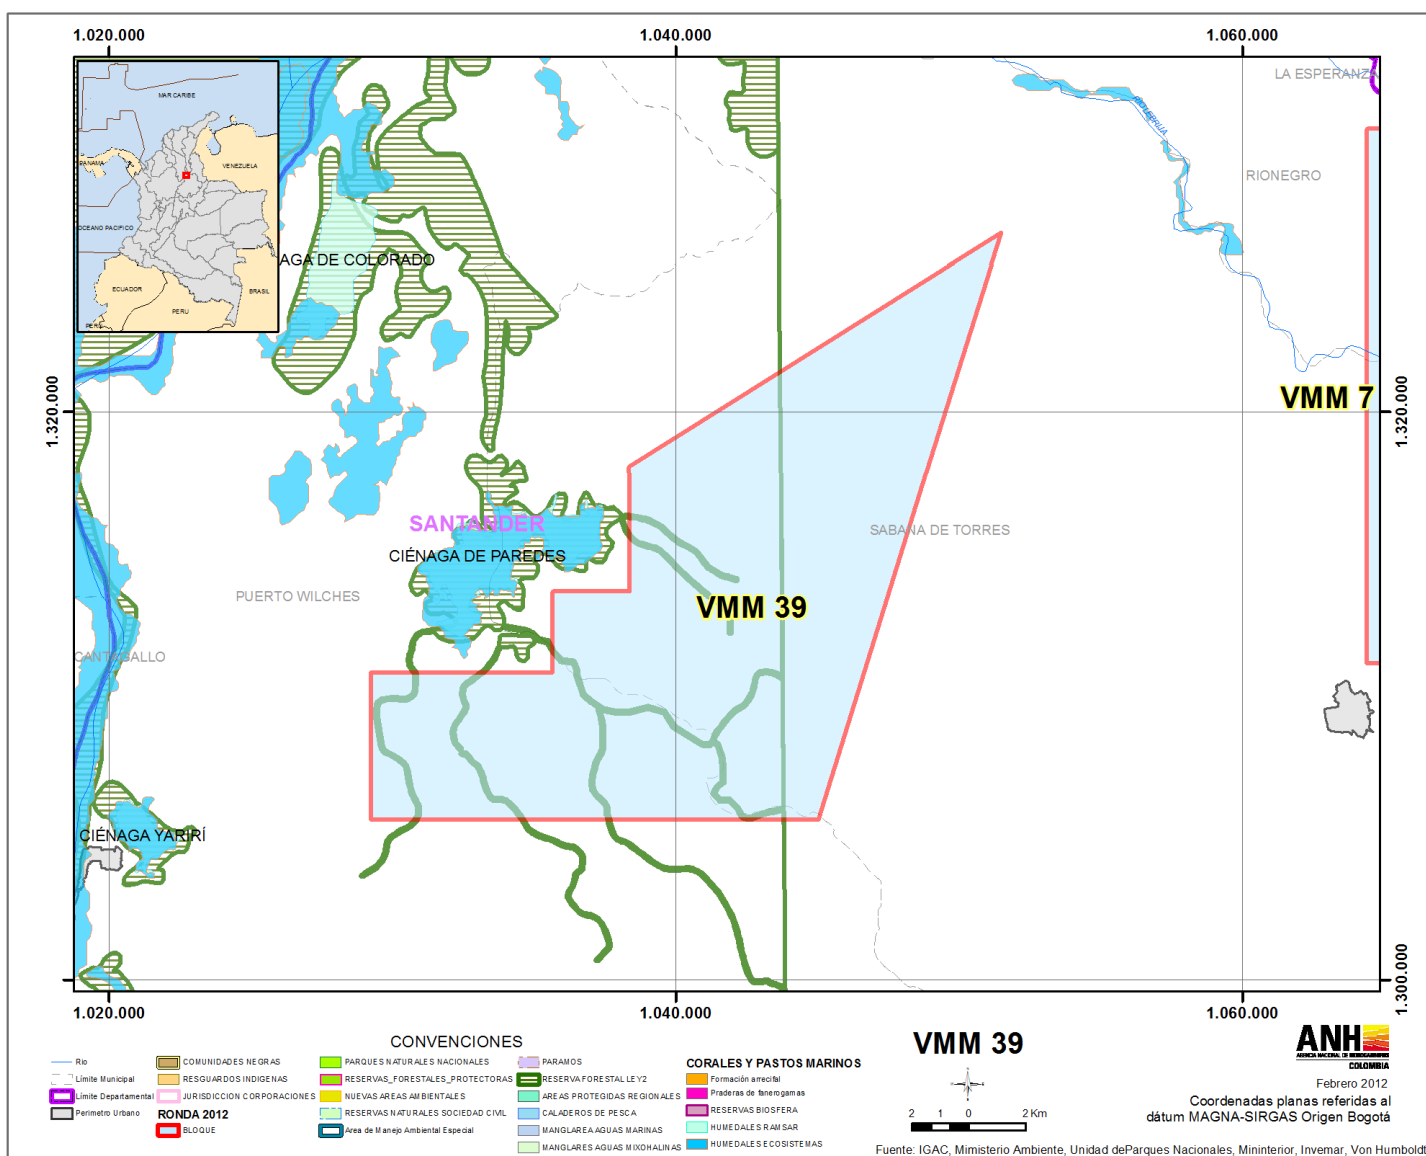 1.020.000
1.040.000
1.060.000
MAR CARIBE
PANAMA
VENEZUELA
OCEANO PACIFICO
ECUADOR
BRASIL
PERU
LA ESPERANZA
RIONEGRO
AGA DE COLORADO
1.320.000
VMM 7
1.320.000
SANTANDER
CIÉNAGA DE PAREDES
SABANA DE TORRES
PUERTO WILCHES
VMM 39
CANTAGALLO
CIÉNAGA YARIRÍ
1.300.000
1.020.000
1.040.000
1.060.000
CONVENCIONES
Rio
Límite Municipal
Límite Departamental
Perimetro Urbano
COMUNIDADES NEGRAS
RESGUARDOS INDIGENAS
JURISDICCION CORPORACIONES
RONDA 2012
BLOQUE
PARQUES NATURALES NACIONALES
RESERVAS_FORESTALES_PROTECTORAS
NUEVAS AREAS AMBIENTALES
RESERVAS NATURALES SOCIEDAD CIVIL
Area de Manejo Ambiental Especial
PARAMOS
RESERVA FORESTAL LEY2
AREAS PROTEGIDAS REGIONALES
CALADEROS DE PESCA
MANGLAREA AGUAS MARINAS
MANGLARES AGUAS MIXOHALINAS
CORALES Y PASTOS MARINOS
Formación arrecifal
Praderas de fanerogamas
RESERVAS BIOSFERA
HUMEDALES RAMSAR
HUMEDALES ECOSISTEMAS
VMM 39
2 1 0 2 Km
ANH
AGENCIA NACIONAL DE HIDROCARBUROS
COLOMBIA
Febrero 2012
Coordenadas planas referidas al
dátum MAGNA-SIRGAS Origen Bogotá
Fuente: IGAC, Mimisterio Ambiente, Unidad deParques Nacionales, Mininterior, Invemar, Von Humboldt